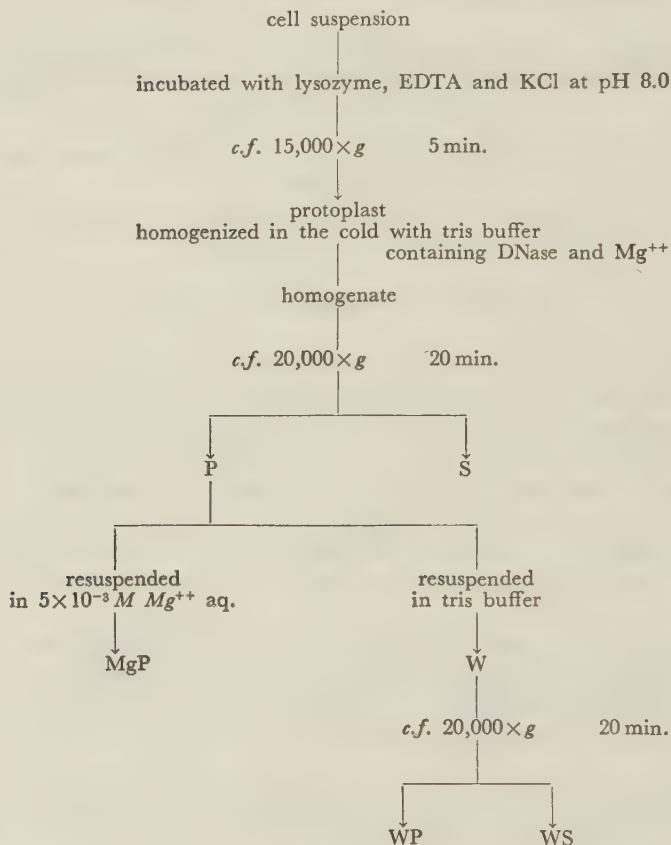 cell suspension
incubated with lysozyme, EDTA and KCl at pH 8.0
c.f. 15,000×g 5 min.
protoplast
homogenized in the cold with tris buffer
containing DNase and Mg⁺⁺
homogenate
c.f. 20,000×g 20 min.
P S
resuspended resuspended
in 5×10⁻³ M Mg⁺⁺ aq. in tris buffer
MgP W
c.f. 20,000×g 20 min.
WP WS